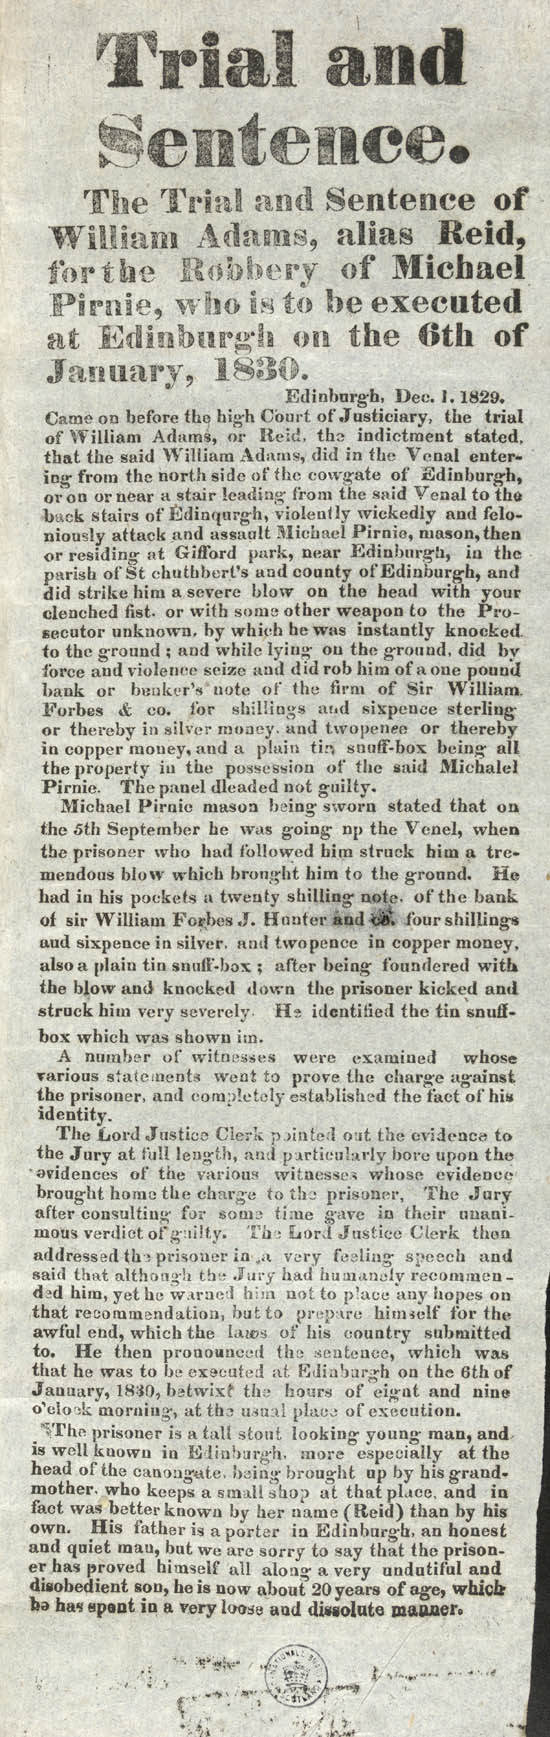 Trial and
Sentence.
The Trial and Sentence of
William Adams, alias Reid,
for the Robbery of Michael
Pirnie, who is to be executed
at Edinburgh on the 6th of
January, 1830.
Edinburgh, Dec. 1. 1829.
Came on before the high Court of Justiciary, the trial
of William Adams, or Reid, the indictment stated,
that the said William Adams, did in the Venal enter-
ing from the north side of the cowgate of Edinburgh,
or on or near a stair leading from the said Venal to the
back stairs of Edinqurgh, violently wickedly and felo-
niously attack and assault Michael Pirnie, mason, then
or residing at Gifford park, near Edinburgh, in the
parish of St chuthbert's and county of Edinburgh, and
did strike him a severe blow on the head with your
clenched fist. or with some other weapon to the Pro-
secutor unknown, by which he was instantly knocked
to the ground ; and while lying on the ground, did by
force and violence seize and did rob him of a one pound
bank or bunker's note of the firm of Sir William
Forbes & co. for shillings and sixpence sterling
or thereby in silver money. and twopenee or thereby
in copper money, and a plain tin snuff-box being all
the property in the possession of the said Michalel
Pirnie. The panel dleaded not guilty.
Michael Pirnie mason being sworn stated that on
the 5th September he was going np the Venel, when
the prisoner who had followed him struck him a tre-
mendous blow which brought him to the ground. He
had in his pockets a twenty shilling note. of the bank
of sir William Forbes J. Hunter and co. four shillings
aud sixpence in silver. and twopence in copper money,
also a plain tin snuff-box ; after being foundered with
the blow and knocked down the prisoner kicked and
struck him very severely. He identified the tin snuff-
box which was shown im.
A number of witnesses were examined whose
various statements went to prove the charge against
the prisoner, and completely established the fact of his
identity.
The Lord Justice Clerk pointed out the evidence to
the Jury at full length, and particularly bore upon the
evidences of the various witnesses whose evidence
brought home the charge to the prisoner, The Jury
after consulting for some time gave in their unani-
mous verdict of guilty. The Lord Justice Clerk then
addressed the prisoner in a very feeling speech and
said that although the Jury had humanely recommen-
ded him, yet he warned him not to place any hopes on
that recommendation, but to prepare himself for the
awful end, which the laws of his country submitted
to. He then pronounced the sentence, which was
that he was to be executed at Edinburgh on the 6th of
January, 1830, betwixt the hours of eignt and nine
o'clock morning, at the usual place of execution.
The prisoner is a tall stout looking young man, and
is well known in Edinburgh. more especially at the
head of the canongate, being brought up by his grand-
mother. who keeps a small shop at that place, and in
fact was better known by her name (Reid) than by his
own. His father is a porter in Edinburgh, an honest
and quiet man, but we are sorry to say that the prison-
er has proved himself all along a very undutiful and
disobedient son, he is now about 20 years of age, which
he has spent in a very loose and dissolute manner.